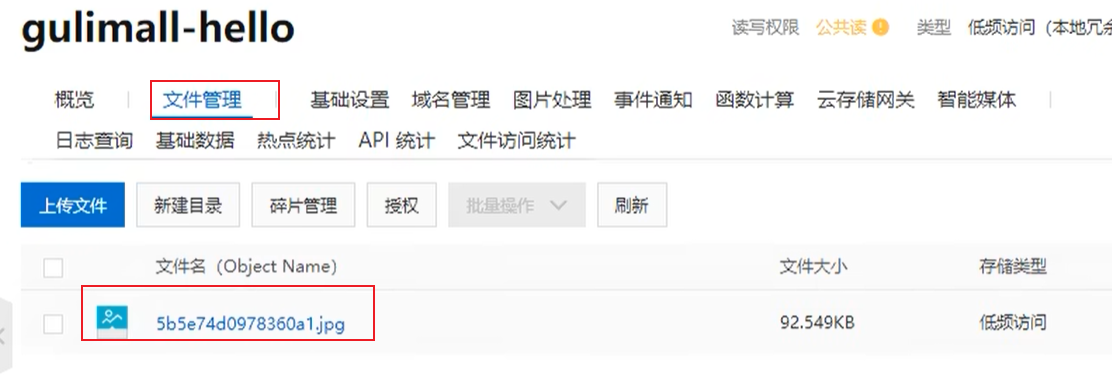 gulimall-hello
读写权限 公共读 类型 低频访问（本地冗余
概览 文件管理 基础设置 域名管理 图片处理 事件通知 函数计算 云存储网关 智能媒体
日志查询 基础数据 热点统计 API 统计 文件访问统计
上传文件 新建目录 碎片管理 授权 批量操作 刷新
文件名（Object Name） 文件大小 存储类型
5b5e74d0978360a1.jpg 92.549KB 低频访问